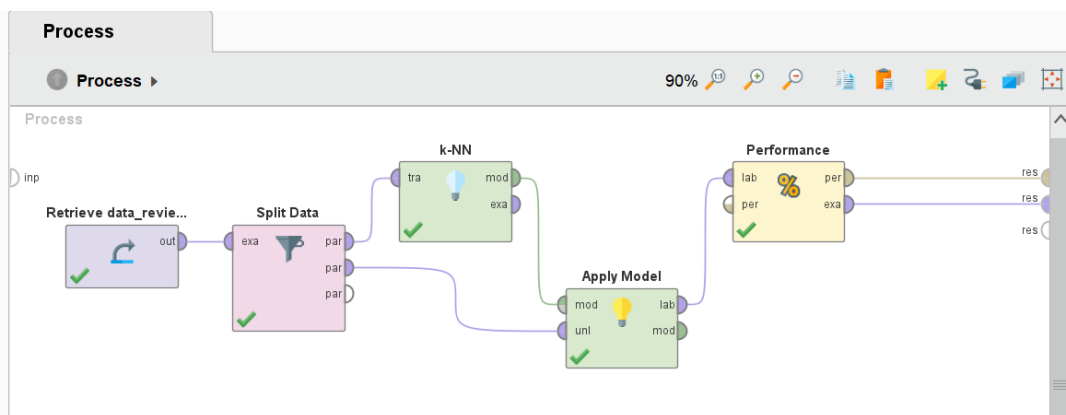 Process
Process
90%
Process
inp
Retrieve data_revie...
out
Split Data
exa
par
par
par
k-NN
tra
mod
exa
Apply Model
mod
lab
unl
mod
Performance
lab
per
per
exa
res
res
res